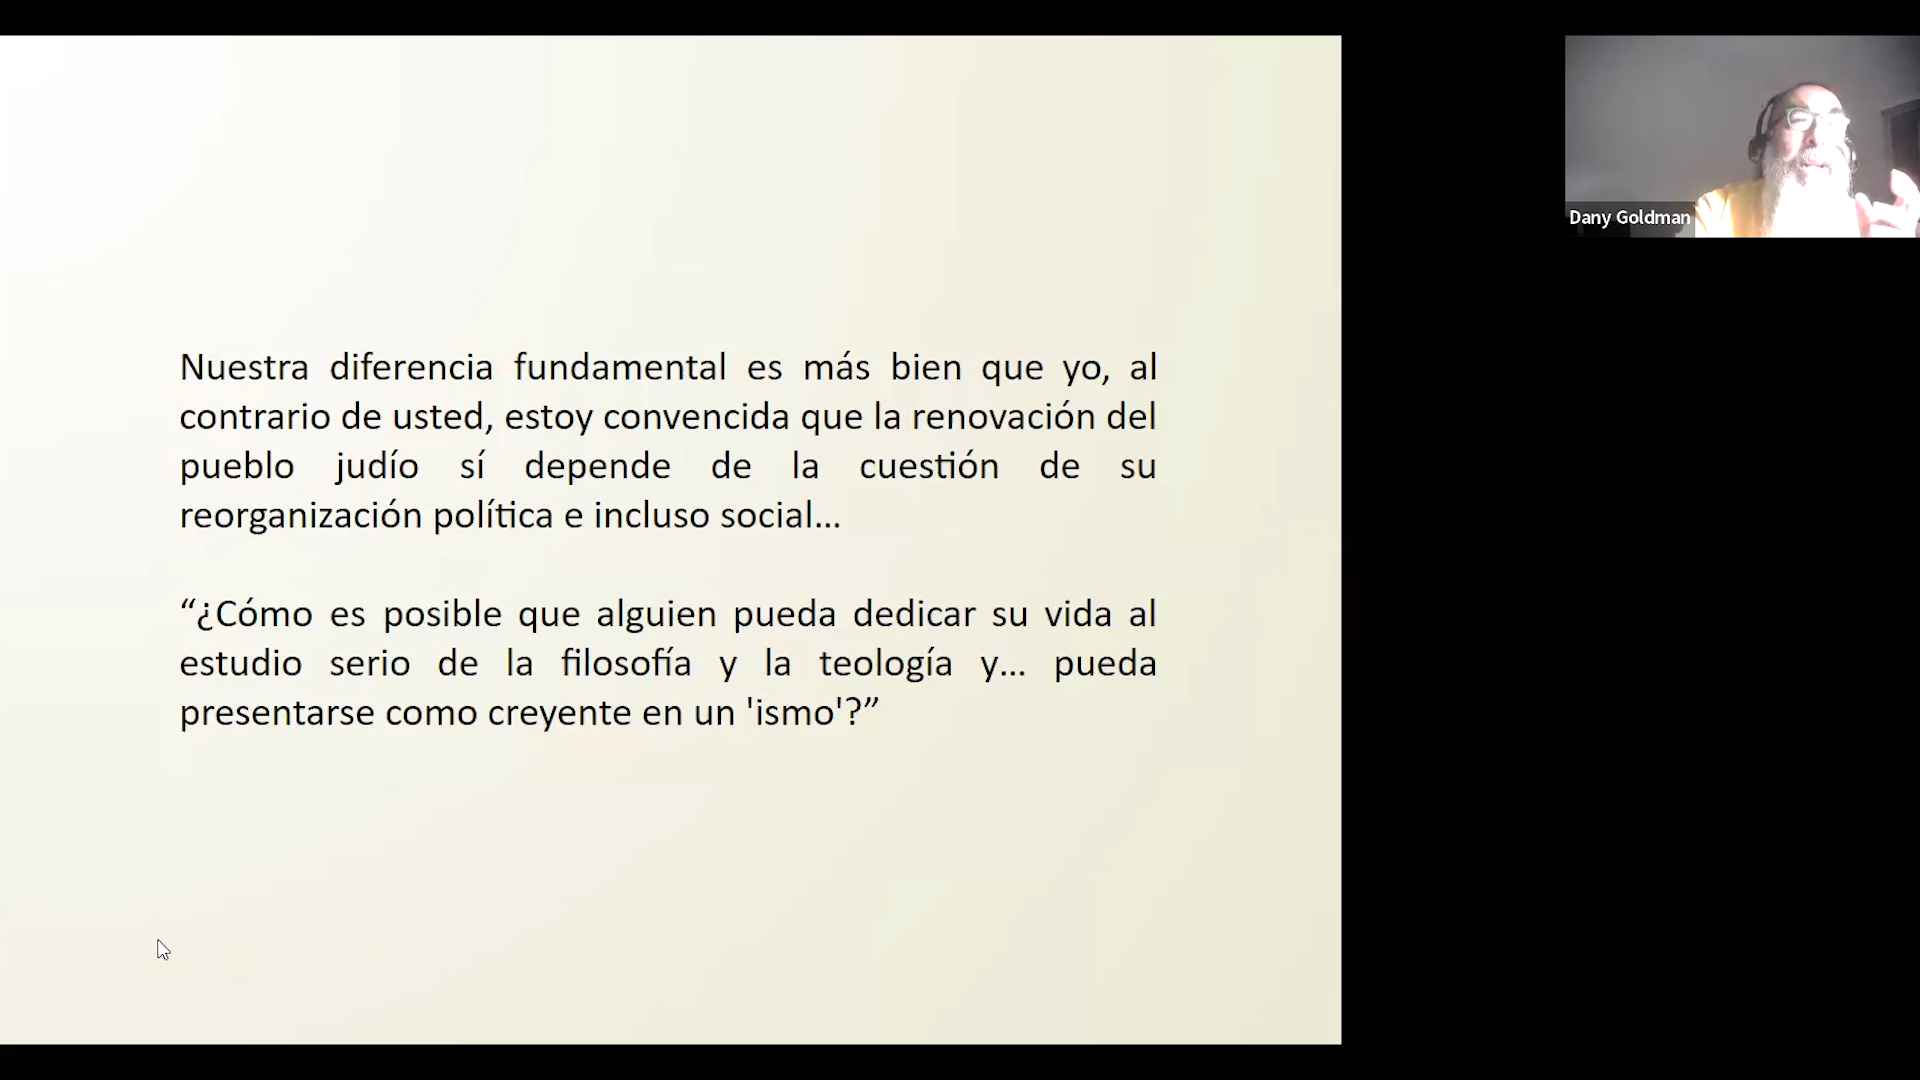 Nuestra diferencia fundamental es más bien que yo, al
contrario de usted, estoy convencida que la renovación del
pueblo judío sí depende de la cuestión de su
reorganización política e incluso social...
“¿Cómo es posible que alguien pueda dedicar su vida al
estudio serio de la filosofía y la teología y... pueda
presentarse como creyente en un 'ismo'?”
Dany Goldman